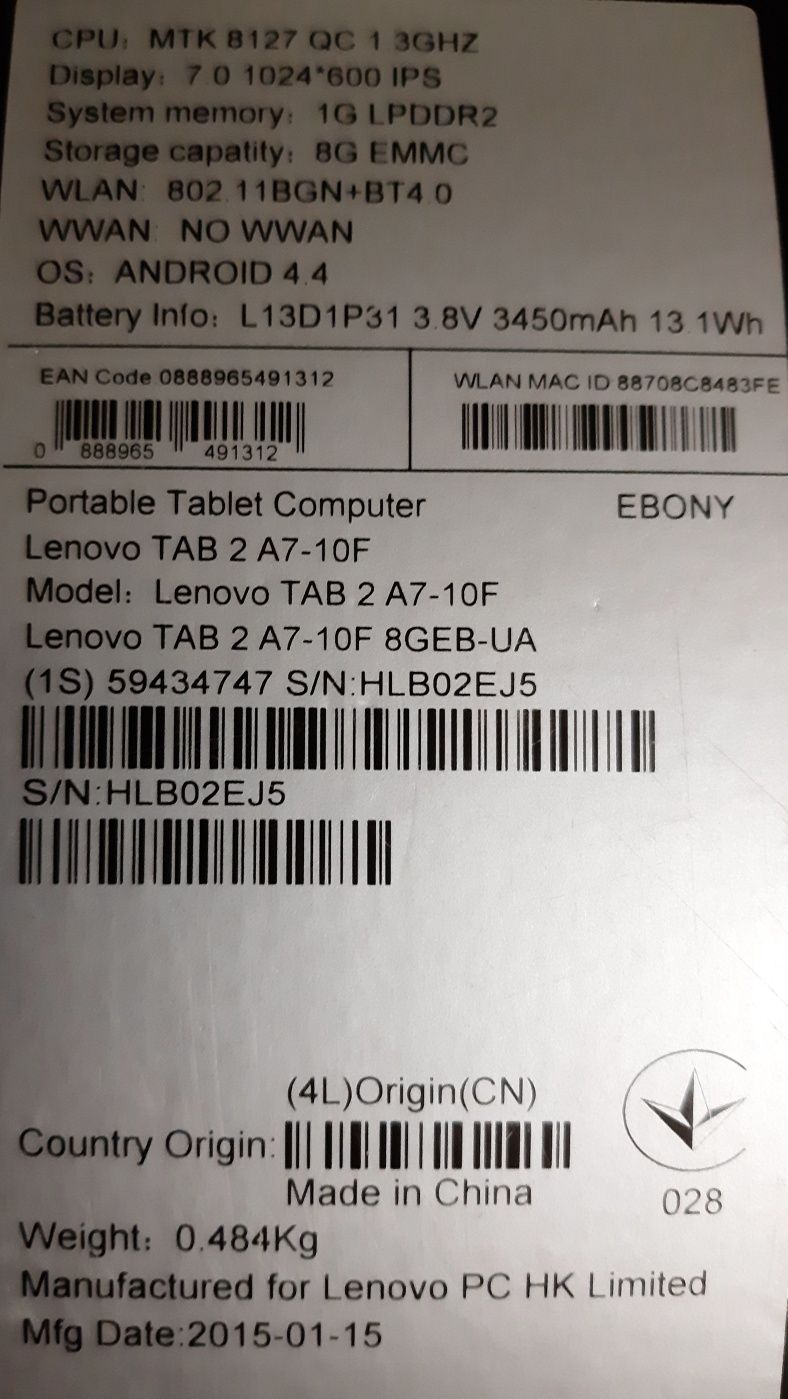 CPU: MTK 8127 QC 1 3GHZ
Display: 7 0 1024*600 IPS
System memory: 1G LPDDR2
Storage capatity: 8G EMMC
WLAN: 802.11BGN+BT4 0
WWAN: NO WWAN
OS: ANDROID 4.4
Battery Info: L13D1P31 3.8V 3450mAh 13.1Wh
EAN Code 0888965491312
0 888965 491312
WLAN MAC ID 88708C8483FE
Portable Tablet Computer EBONY
Lenovo TAB 2 A7-10F
Model: Lenovo TAB 2 A7-10F
Lenovo TAB 2 A7-10F 8GEB-UA
(1S) 59434747 S/N:HLB02EJ5
S/N:HLB02EJ5
(4L)Origin(CN)
Country Origin:
Made in China
028
Weight: 0.484Kg
Manufactured for Lenovo PC HK Limited
Mfg Date:2015-01-15